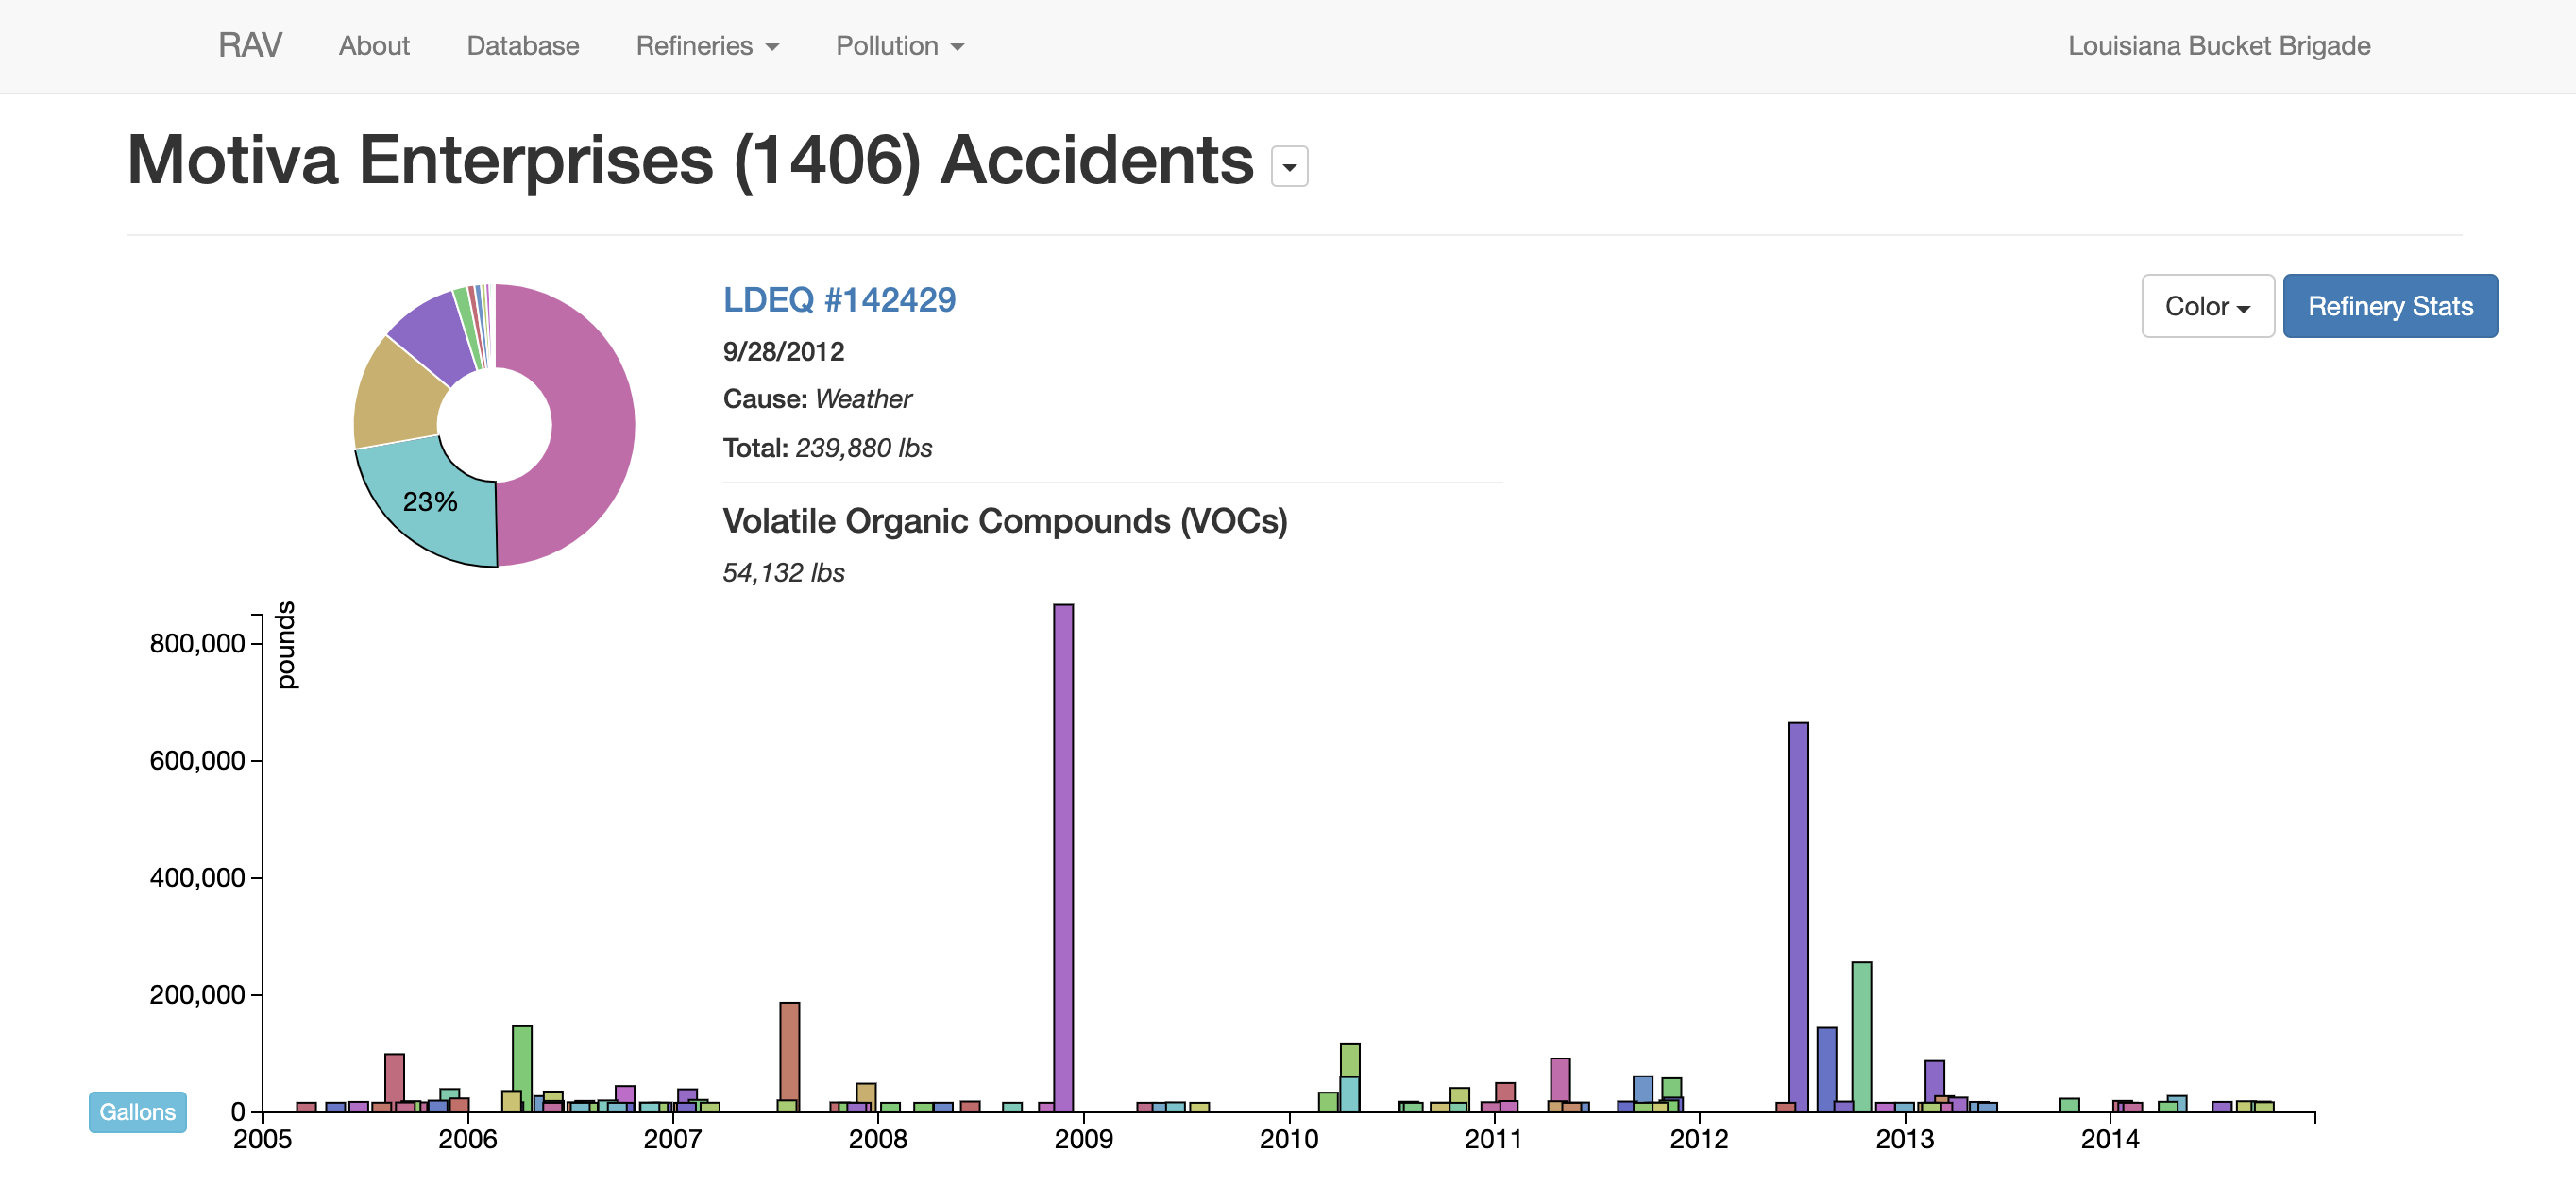 RAV About Database Refineries Pollution Louisiana Bucket Brigade
Motiva Enterprises (1406) Accidents
LDEQ #142429
Color Refinery Stats
9/28/2012
Cause: Weather
Total: 239,880 lbs
23%
Volatile Organic Compounds (VOCs)
54,132 lbs
pounds
800,000
600,000
400,000
200,000
Gallons 0
2005 2006 2007 2008 2009 2010 2011 2012 2013 2014